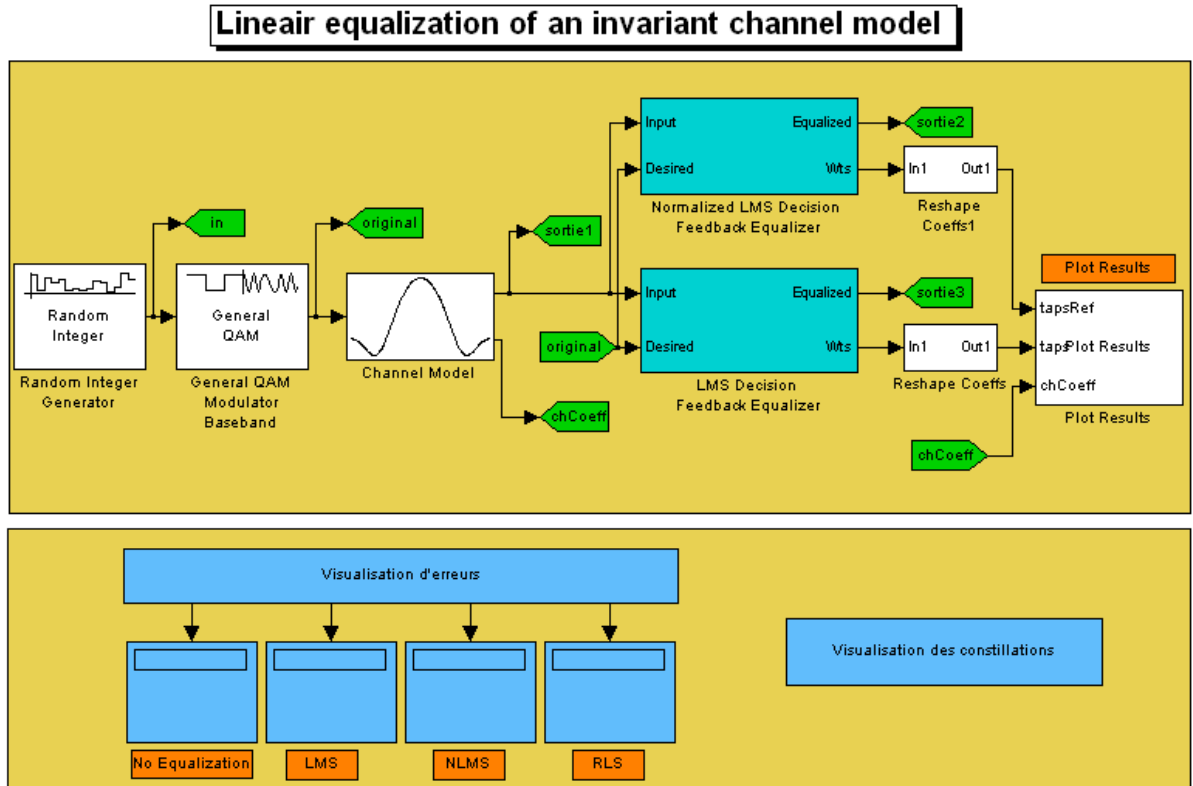 Lineair equalization of an invariant channel model
Input
Equalized
sortie2
Desired
Wts
In1
Out1
Normalized LMS Decision
Feedback Equalizer
Reshape
Coeffs1
in
original
sortie1
Random
Integer
General
QAM
Input
Equalized
sortie3
Plot Results
original
Desired
Wts
In1
Out1
tapsRef
taps
Plot Results
chCoeff
Random Integer
Generator
General QAM
Modulator
Baseband
Channel Model
LMS Decision
Feedback Equalizer
Reshape Coeffs
Plot Results
chCoeff
chCoeff
Visualisation d'erreurs
Visualisation des constillations
No Equalization
LMS
NLMS
RLS